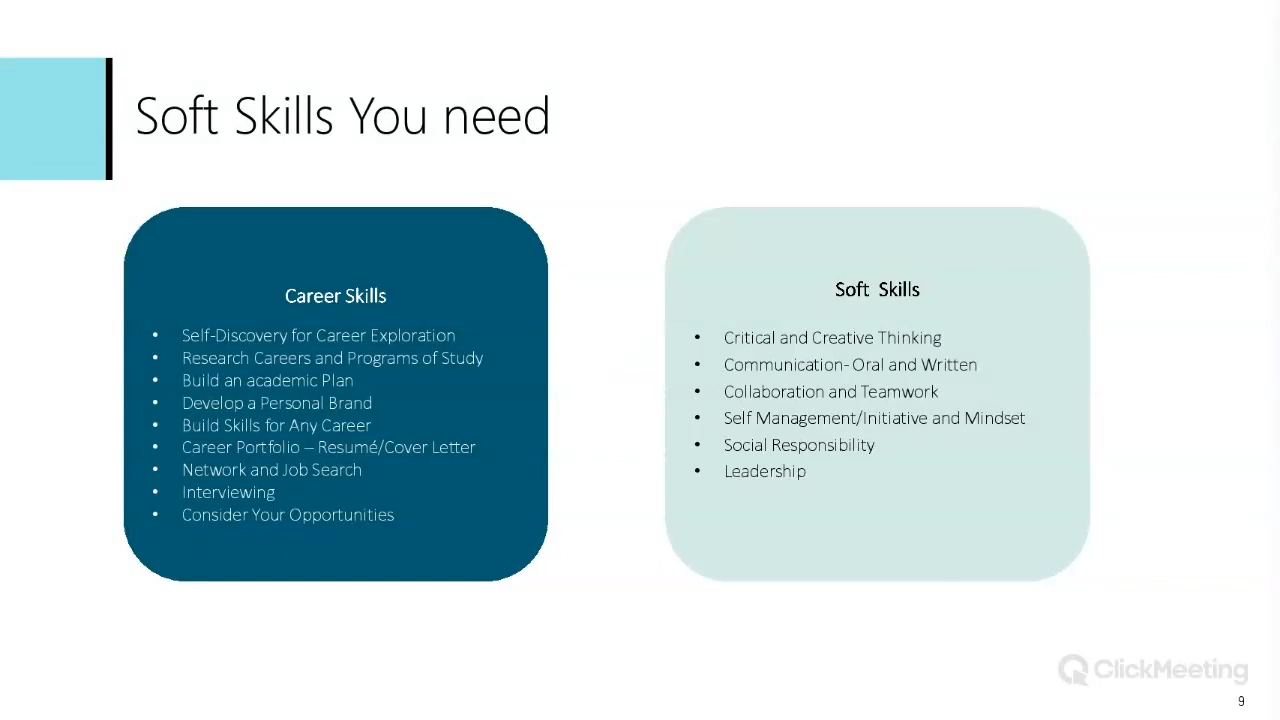 Soft Skills You need
Career Skills
• Self-Discovery for Career Exploration
• Research Careers and Programs of Study
• Build an academic Plan
• Develop a Personal Brand
• Build Skills for Any Career
• Career Portfolio – Resumé/Cover Letter
• Network and Job Search
• Interviewing
• Consider Your Opportunities
Soft Skills
• Critical and Creative Thinking
• Communication- Oral and Written
• Collaboration and Teamwork
• Self Management/Initiative and Mindset
• Social Responsibility
• Leadership
ClickMeeting
9